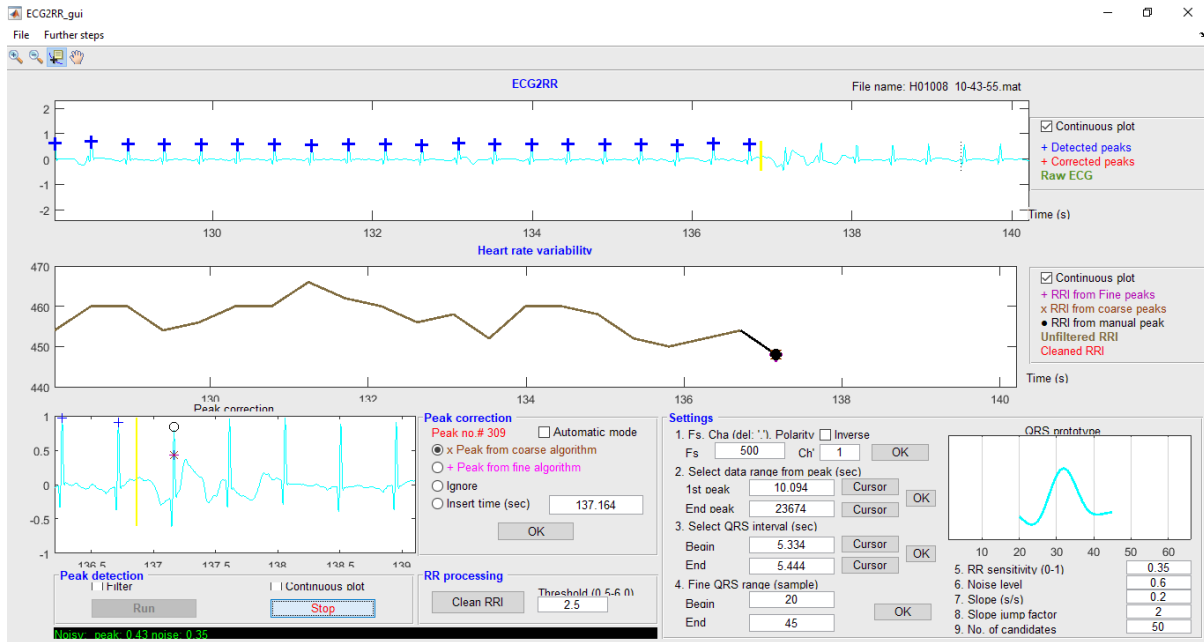 ECG2RR_gui
File Further steps
ECG2RR
File name: H01008 10-43-55.mat
2
1
0
-1
-2
130 132 134 136 138 140
Time (s)
Continuous plot
+ Detected peaks
+ Corrected peaks
Raw ECG
Heart rate variability
470
460
450
440
130 132 134 136 138 140
Time (s)
Continuous plot
+ RRI from Fine peaks
x RRI from coarse peaks
● RRI from manual peak
Unfiltered RRI
Cleaned RRI
Peak correction
1
0.5
0
-0.5
-1
136.5 137 137.5 138 138.5 139
Peak correction
Peak no.# 309 Automatic mode
x Peak from coarse algorithm
+ Peak from fine algorithm
Ignore
Insert time (sec) 137.164
OK
Settings
1. Fs, Cha (del: ','), Polarity Inverse
Fs 500 Ch' 1 OK
2. Select data range from peak (sec)
1st peak 10.094 Cursor
OK
End peak 23674 Cursor
3. Select QRS interval (sec)
Begin 5.334 Cursor
OK
End 5.444 Cursor
4. Fine QRS range (sample)
Begin 20
OK
End 45
QRS prototype
10 20 30 40 50 60
5. RR sensitivity (0-1) 0.35
6. Noise level 0.6
7. Slope (s/s) 0.2
8. Slope jump factor 2
9. No. of candidates 50
Peak detection
Filter Continuous plot
Run Stop
RR processing
Clean RRI
Threshold (0.5-6.0)
2.5
Noisy: peak: 0.43 noise: 0.35